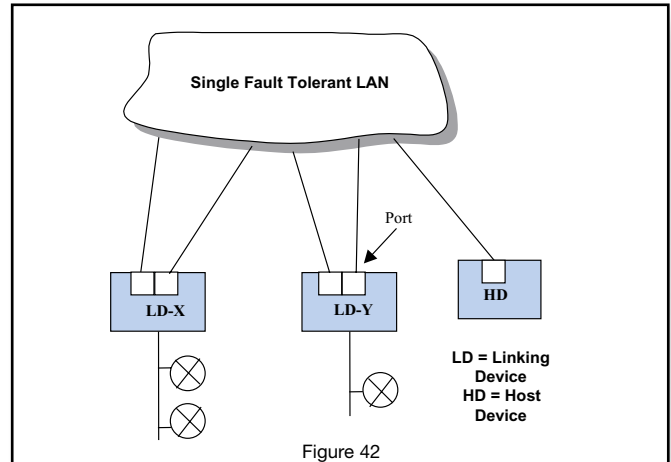 Single Fault Tolerant LAN
Port
LD-X
LD-Y
HD
LD = Linking
Device
HD = Host
Device
Figure 42